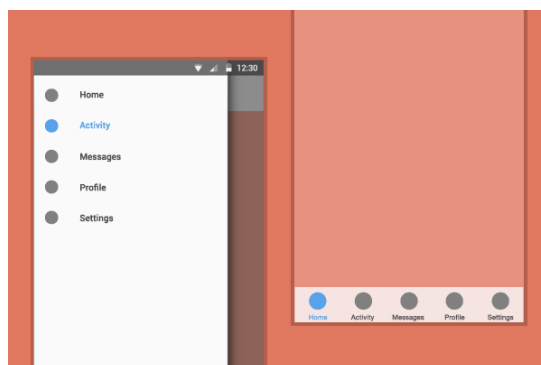 12:30
Home
Activity
Messages
Profile
Settings
Home Activity Messages Profile Settings